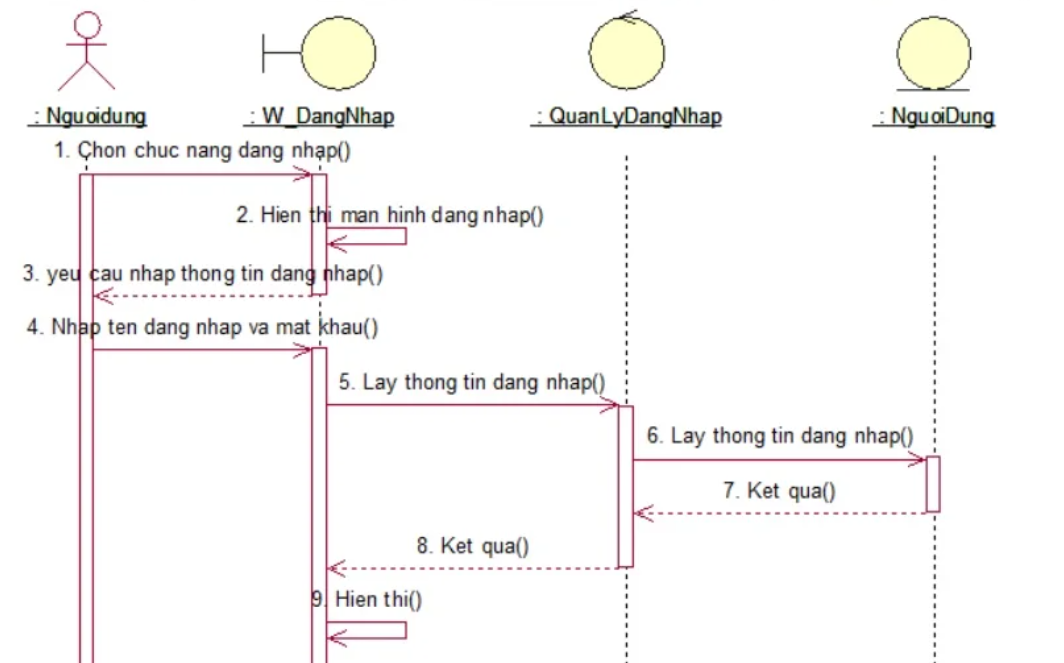 : Nguoidung
: W_DangNhap
: QuanLyDangNhap
: NguoiDung
1. Chon chuc nang dang nhap()
2. Hien thi man hinh dang nhap()
3. yeu cau nhap thong tin dang nhap()
4. Nhap ten dang nhap va mat khau()
5. Lay thong tin dang nhap()
6. Lay thong tin dang nhap()
7. Ket qua()
8. Ket qua()
9. Hien thi()